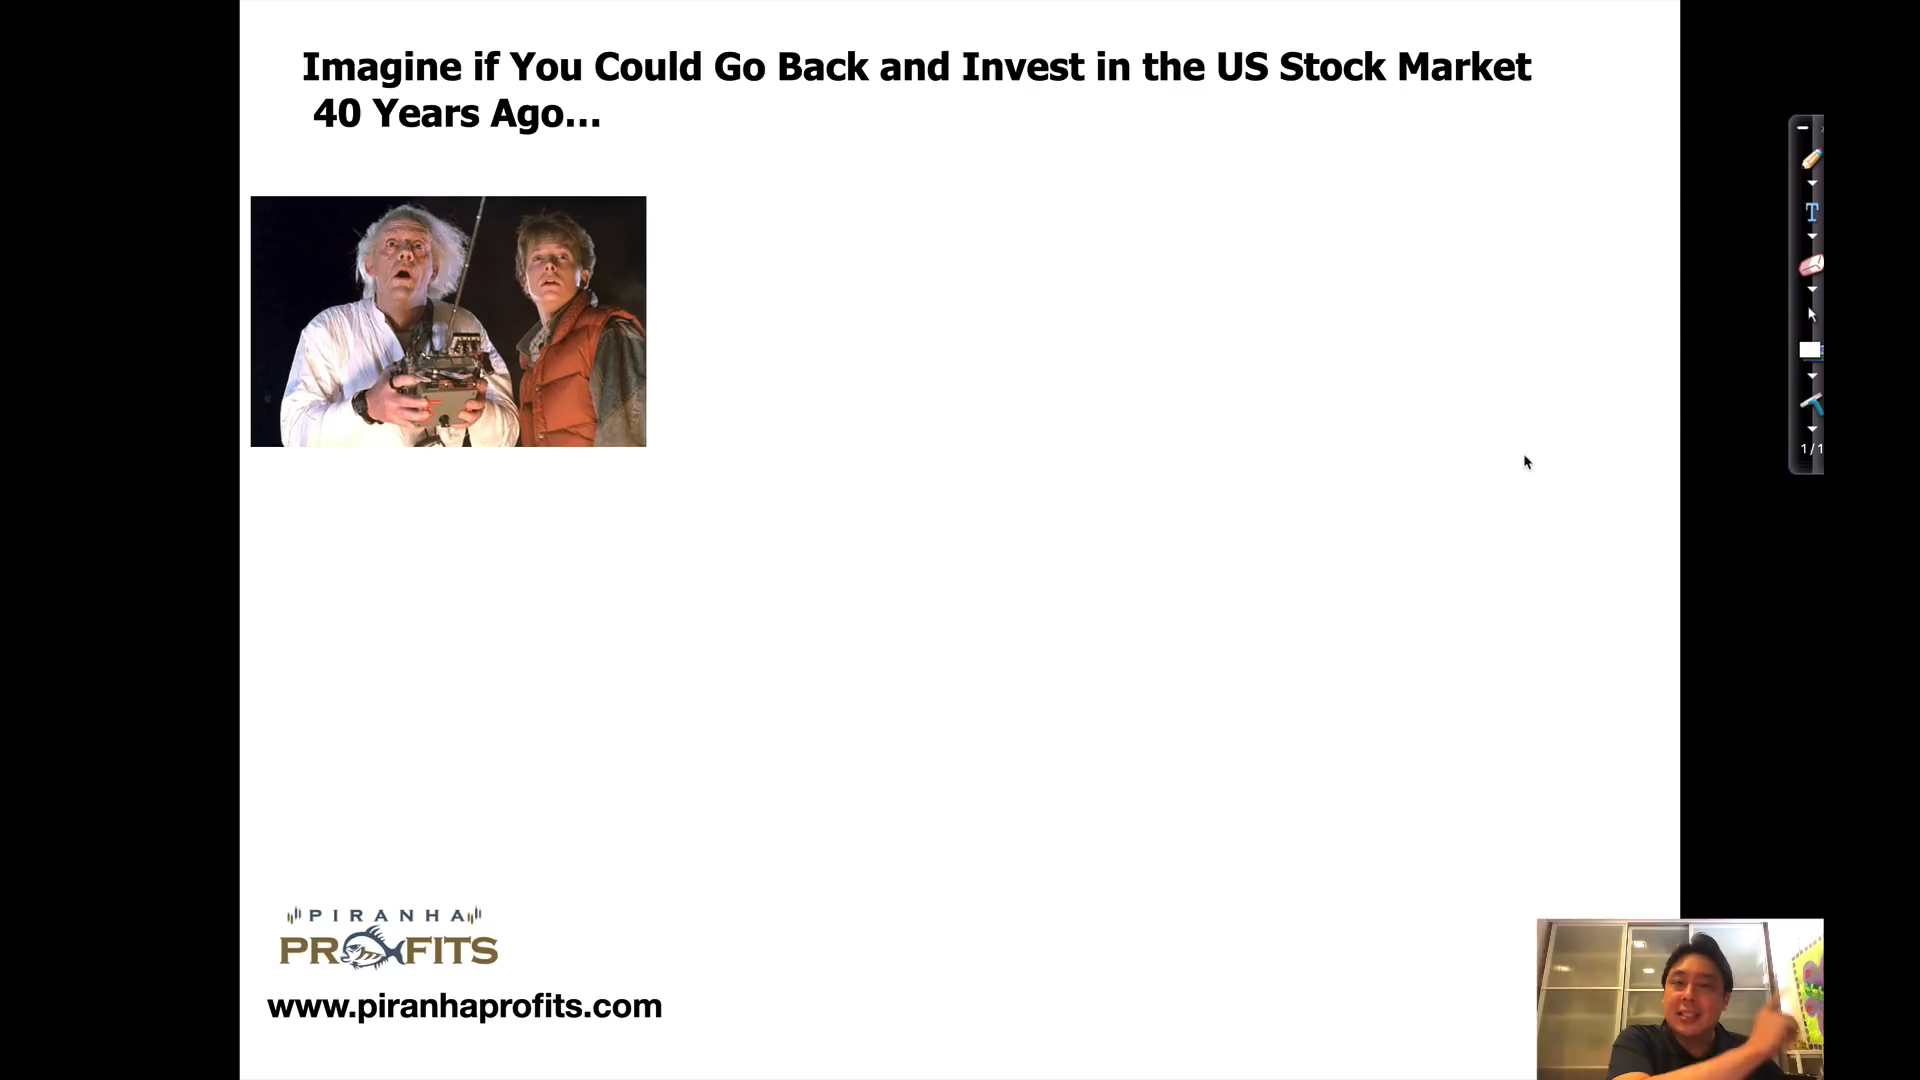 Imagine if You Could Go Back and Invest in the US Stock Market
40 Years Ago...
T
1/1
PIRANHA
PROFITS
www.piranhaprofits.com